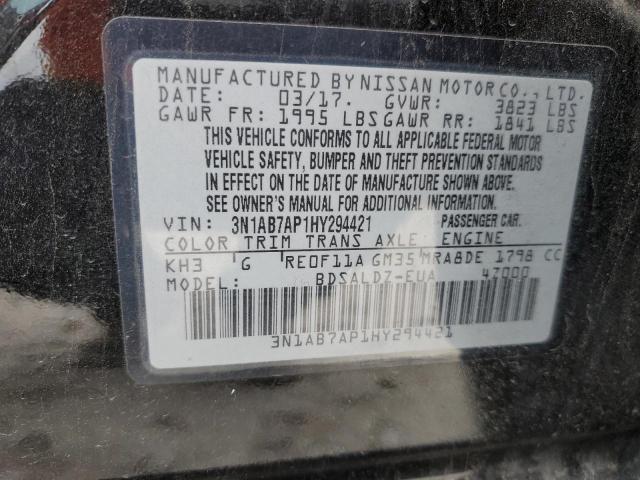 MANUFACTURED BY NISSAN MOTOR CO., LTD.
DATE: 03/17. GVWR: 3823 LBS
GAWR FR: 1995 LBS GAWR RR: 1841 LBS
THIS VEHICLE CONFORMS TO ALL APPLICABLE FEDERAL MOTOR
VEHICLE SAFETY, BUMPER AND THEFT PREVENTION STANDARDS
IN EFFECT ON THE DATE OF MANUFACTURE SHOWN ABOVE.
SEE OWNER'S MANUAL FOR ADDITIONAL INFORMATION.
VIN: 3N1AB7AP1HY294421 PASSENGER CAR.
COLOR TRIM TRANS AXLE ENGINE
KH3 G RE0F11A GM35 MRA8DE 1798 CC
MODEL: BDSALD7-EUA 4Z000
3N1AB7AP1HY294421